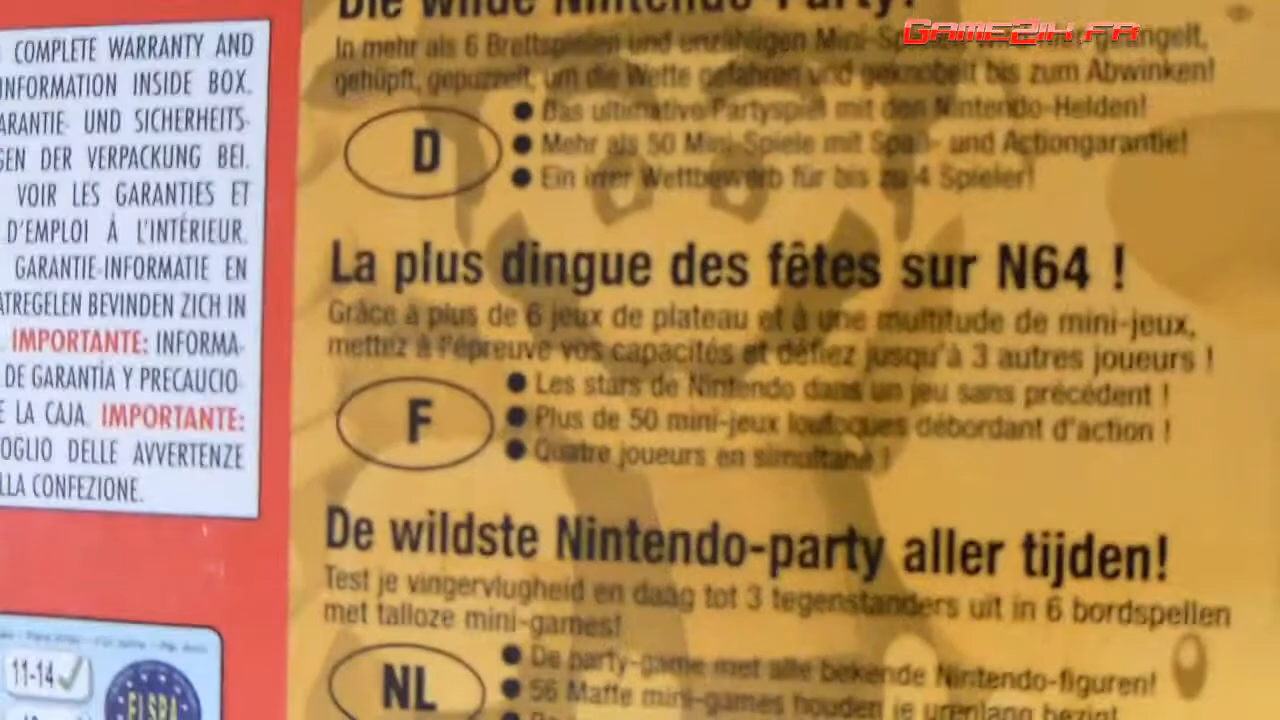 COMPLETE WARRANTY AND
INFORMATION INSIDE BOX.
ARANTIE- UND SICHERHEITS-
GEN DER VERPACKUNG BEI.
VOIR LES GARANTIES ET
D'EMPLOI À L'INTÉRIEUR.
GARANTIE-INFORMATIE EN
ATREGELEN BEVINDEN ZICH IN
IMPORTANTE: INFORMA-
DE GARANTÍA Y PRECAUCIO-
E LA CAJA. IMPORTANTE:
OGLIO DELLE AVVERTENZE
LLA CONFEZIONE.
11-14
ELSPA
Die wilde Nintendo-Party!
GAME2IK.FR
In mehr als 6 Brettspielen und unzähligen Mini-Sp gerangelt,
gehüpft, gepuzzelt, um die Wette gefahren und geknobelt bis zum Abwinken!
D
● Das ultimative Partyspiel mit den Nintendo-Helden!
● Mehr als 50 Mini-Spiele mit Spaß- und Actiongarantie!
● Ein irrer Wettbewerb für bis zu 4 Spieler!
La plus dingue des fêtes sur N64 !
Grâce à plus de 6 jeux de plateau et à une multitude de mini-jeux,
mettez à l'épreuve vos capacités et défiez jusqu'à 3 autres joueurs !
F
● Les stars de Nintendo dans un jeu sans précédent !
● Plus de 50 mini-jeux loufoques débordant d'action !
● Quatre joueurs en simultané !
De wildste Nintendo-party aller tijden!
Test je vingervlugheid en daag tot 3 tegenstanders uit in 6 bordspellen
met talloze mini-games!
NL
● De party-game met alle bekende Nintendo-figuren!
● 56 Maffe mini-games houden je urenlang bezig!